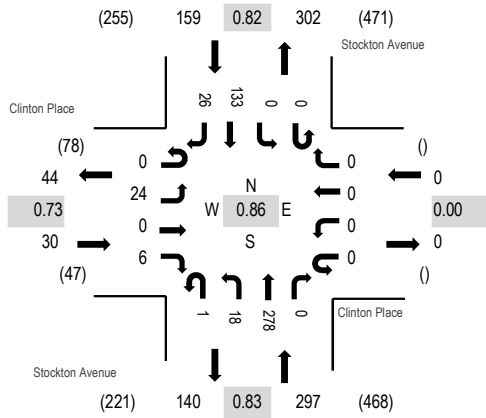 (255) 159 0.82 302 (471)
Stockton Avenue
26 133 0 0
Clinton Place
(78) ()
44 0 0 0
24 N 0
0.73 W 0.86 E 0.00
0 S 0
30 6 0 0
(47) ()
1 18 278 0
Clinton Place
Stockton Avenue
(221) 140 0.83 297 (468)